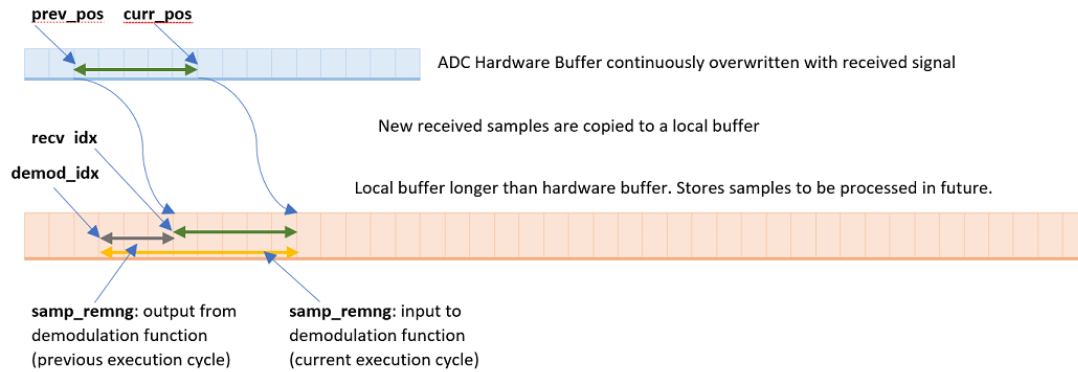 prev_pos curr_pos
ADC Hardware Buffer continuously overwritten with received signal
New received samples are copied to a local buffer
recv idx
demod_idx
Local buffer longer than hardware buffer. Stores samples to be processed in future.
samp_remng: output from
demodulation function
(previous execution cycle)
samp_remng: input to
demodulation function
(current execution cycle)